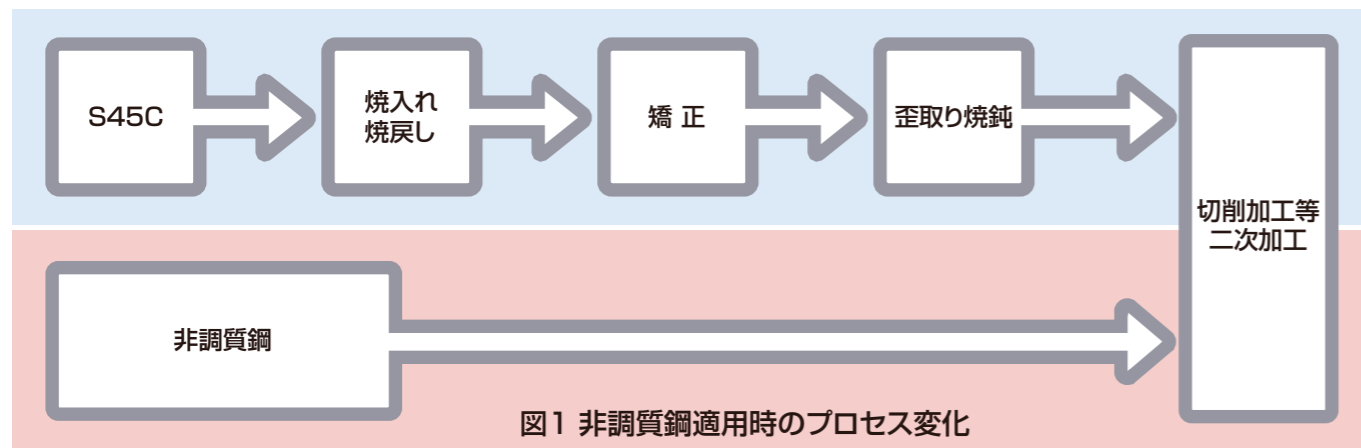 S45C
焼入れ
焼戻し
矯 正
歪取り焼鈍
切削加工等
二次加工
非調質鋼
図1 非調質鋼適用時のプロセス変化